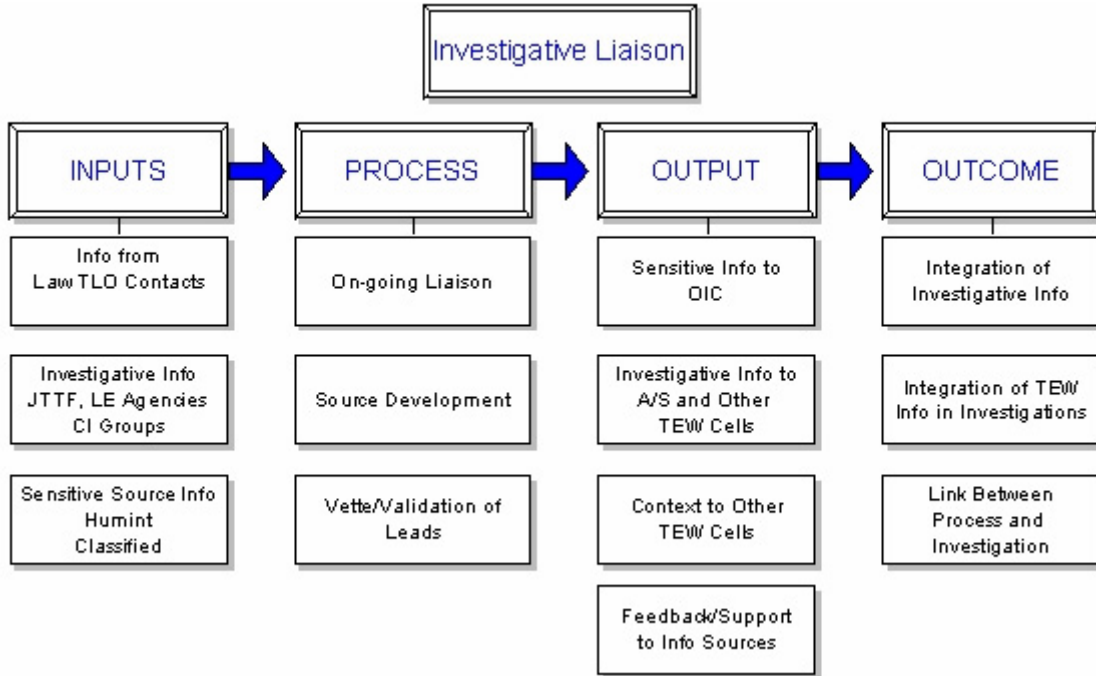 Investigative Liaison
INPUTS
PROCESS
OUTPUT
OUTCOME
Info from
Law TLO Contacts
Investigative Info
JTTF, LE Agencies
CI Groups
Sensitive Source Info
Humint
Classified
On-going Liaison
Source Development
Vette/Validation of
Leads
Sensitive Info to
OIC
Investigative Info to
A/S and Other
TEW Cells
Context to Other
TEW Cells
Feedback/Support
to Info Sources
Integration of
Investigative Info
Integration of TEW
Info in Investigations
Link Between
Process and
Investigation